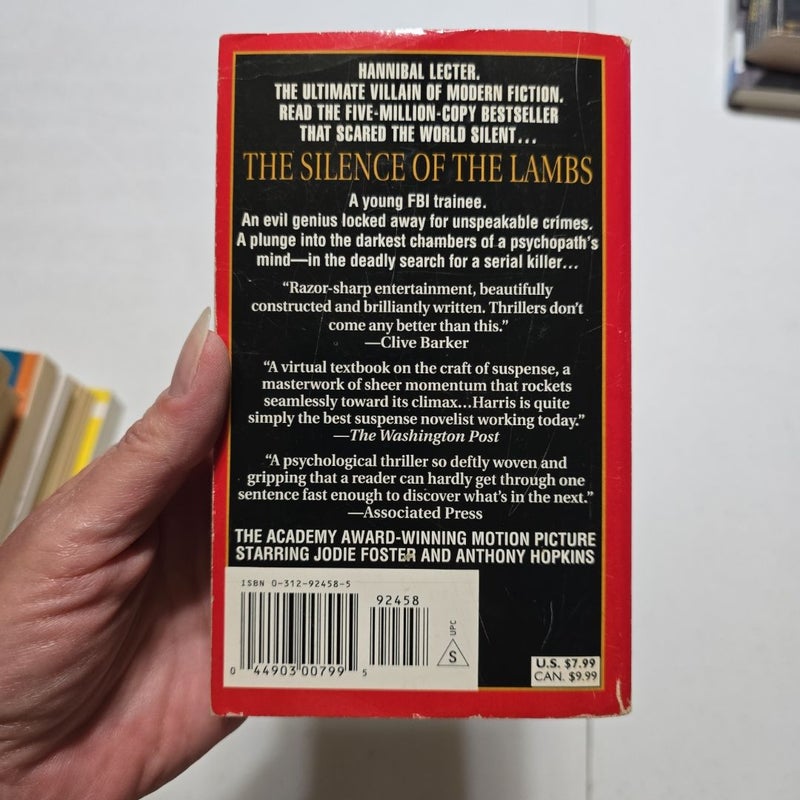 HANNIBAL LECTER.
THE ULTIMATE VILLAIN OF MODERN FICTION.
READ THE FIVE-MILLION-COPY BESTSELLER
THAT SCARED THE WORLD SILENT...
THE SILENCE OF THE LAMBS
A young FBI trainee.
An evil genius locked away for unspeakable crimes.
A plunge into the darkest chambers of a psychopath's
mind—in the deadly search for a serial killer...
“Razor-sharp entertainment, beautifully
constructed and brilliantly written. Thrillers don't
come any better than this.”
—Clive Barker
“A virtual textbook on the craft of suspense, a
masterwork of sheer momentum that rockets
seamlessly toward its climax...Harris is quite
simply the best suspense novelist working today.”
—The Washington Post
“A psychological thriller so deftly woven and
gripping that a reader can hardly get through one
sentence fast enough to discover what's in the next.”
—Associated Press
THE ACADEMY AWARD-WINNING MOTION PICTURE
STARRING JODIE FOSTER AND ANTHONY HOPKINS
ISBN 0-312-92458-5
92458
UPC
S
0 44903 00799 5
U.S. $7.99
CAN. $9.99